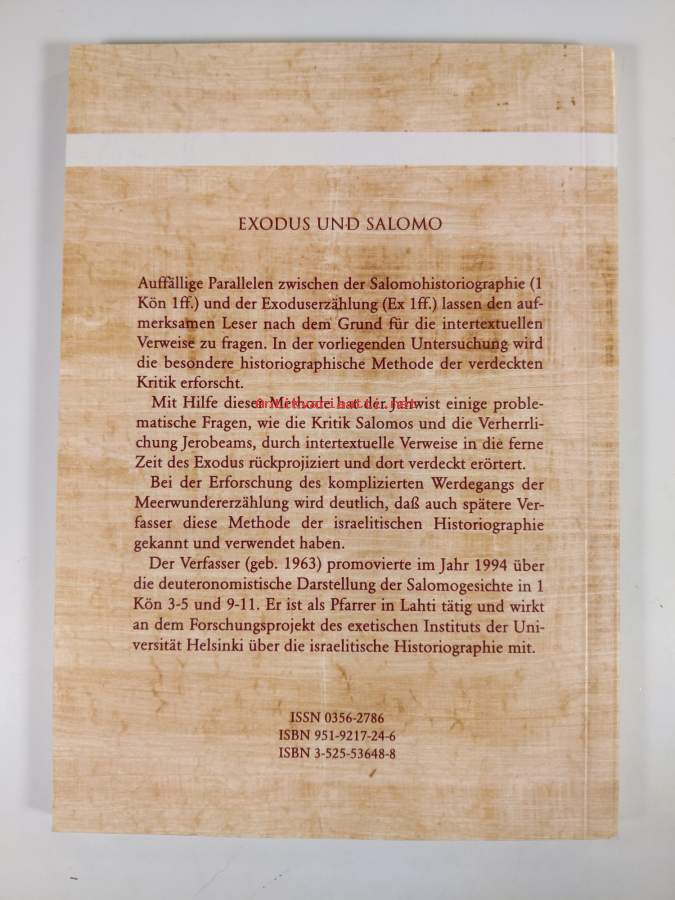 EXODUS UND SALOMO
Auffällige Parallelen zwischen der Salomohistoriographie (1
Kön 1ff.) und der Exoduserzählung (Ex 1ff.) lassen den auf-
merksamen Leser nach dem Grund für die intertextuellen
Verweise zu fragen. In der vorliegenden Untersuchung wird
die besondere historiographische Methode der verdeckten
Kritik erforscht.
Mit Hilfe dieser Methode hat der Jahwist einige proble-
matische Fragen, wie die Kritik Salomos und die Verherrli-
chung Jerobeams, durch intertextuelle Verweise in die ferne
Zeit des Exodus rückprojiziert und dort verdeckt erörtert.
Bei der Erforschung des komplizierten Werdegangs der
Meerwundererzählung wird deutlich, daß auch spätere Ver-
fasser diese Methode der israelitischen Historiographie
gekannt und verwendet haben.
Der Verfasser (geb. 1963) promovierte im Jahr 1994 über
die deuteronomistische Darstellung der Salomogesichte in 1
Kön 3-5 und 9-11. Er ist als Pfarrer in Lahti tätig und wirkt
an dem Forschungsprojekt des exetischen Instituts der Uni-
versität Helsinki über die israelitische Historiographie mit.
ISSN 0356-2786
ISBN 951-9217-24-6
ISBN 3-525-53648-8